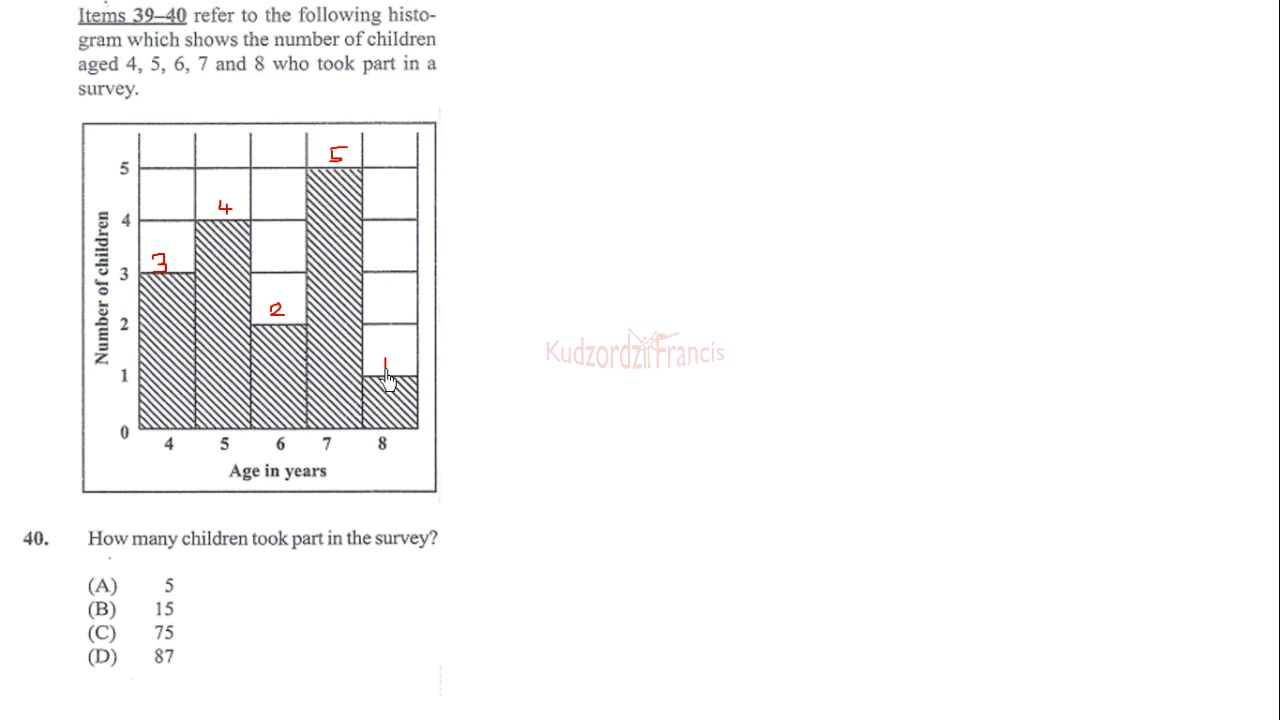 Items 39–40 refer to the following histo-
gram which shows the number of children
aged 4, 5, 6, 7 and 8 who took part in a
survey.
5
5
4
4
Number of children
3
3
2
2
1
1
0
4 5 6 7 8
Age in years
Kudzordzi Francis
40. How many children took part in the survey?
(A) 5
(B) 15
(C) 75
(D) 87